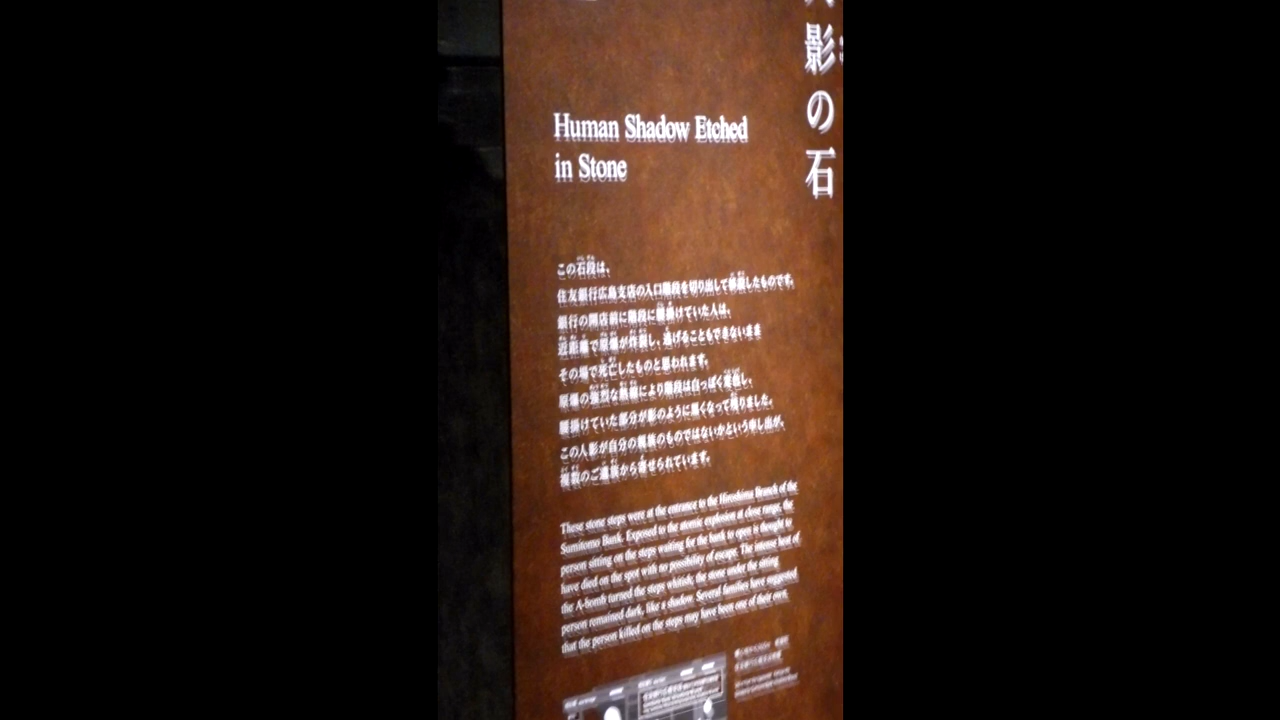 影の石
Human Shadow Etched
in Stone
この石段は、
住友銀行広島支店の入口階段を切り出して移設したものです。
銀行の開店前に階段に腰掛けていた人は、
近距離で原爆が炸裂し、逃げることもできないまま
その場で死亡したものと思われます。
原爆の強烈な熱線により階段は白っぽく変色し、
腰掛けていた部分が影のように黒くなって残りました。
この人影が自分の親族のものではないかという申し出が、
複数のご遺族から寄せられています。
These stone steps were at the entrance to the Hiroshima Branch of the
Sumitomo Bank. Exposed to the atomic explosion at close range, the
person sitting on the steps waiting for the bank to open is thought to
have died on the spot with no possibility of escape. The intense heat of
the A-bomb turned the steps whitish; the stone under the sitting
person remained dark, like a shadow. Several families have suggested
that the person killed on the steps may have been one of their own.